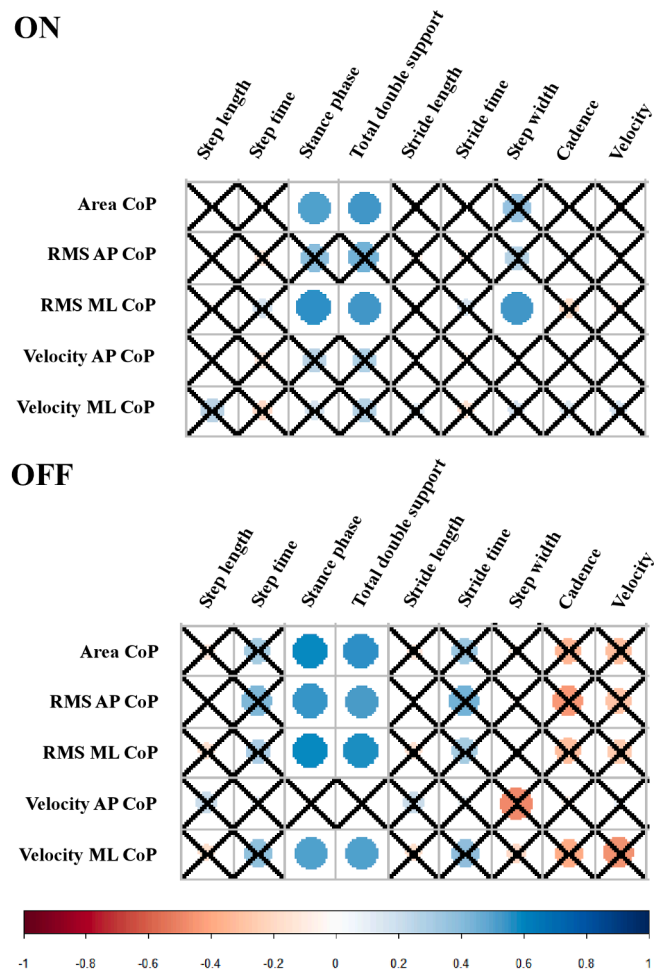 ON
Step length
Step time
Stance phase
Total double support
Stride length
Stride time
Step width
Cadence
Velocity
Area CoP
RMS AP CoP
RMS ML CoP
Velocity AP CoP
Velocity ML CoP
OFF
Step length
Step time
Stance phase
Total double support
Stride length
Stride time
Step width
Cadence
Velocity
Area CoP
RMS AP CoP
RMS ML CoP
Velocity AP CoP
Velocity ML CoP
-1 -0.8 -0.6 -0.4 -0.2 0 0.2 0.4 0.6 0.8 1